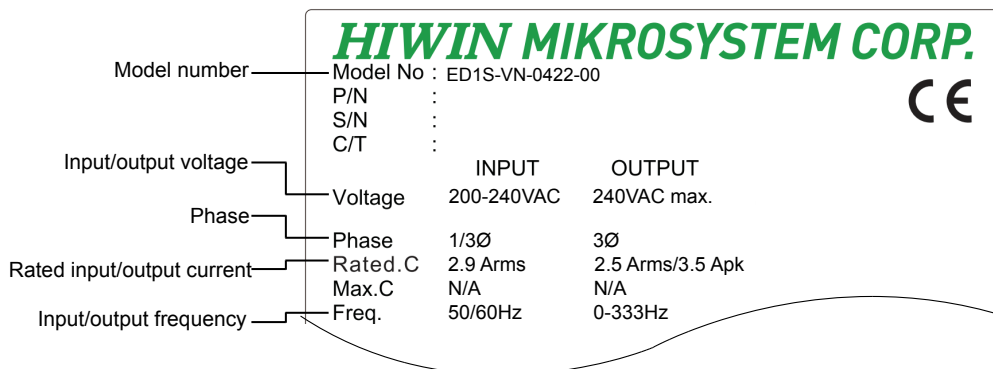 HIWIN MIKROSYSTEM CORP.
Model number
Model No : ED1S-VN-0422-00
P/N :
S/N :
C/T :
CE
INPUT OUTPUT
Input/output voltage
Voltage 200-240VAC 240VAC max.
Phase
Phase 1/3Ø 3Ø
Rated input/output current
Rated.C 2.9 Arms 2.5 Arms/3.5 Apk
Max.C N/A N/A
Input/output frequency
Freq. 50/60Hz 0-333Hz